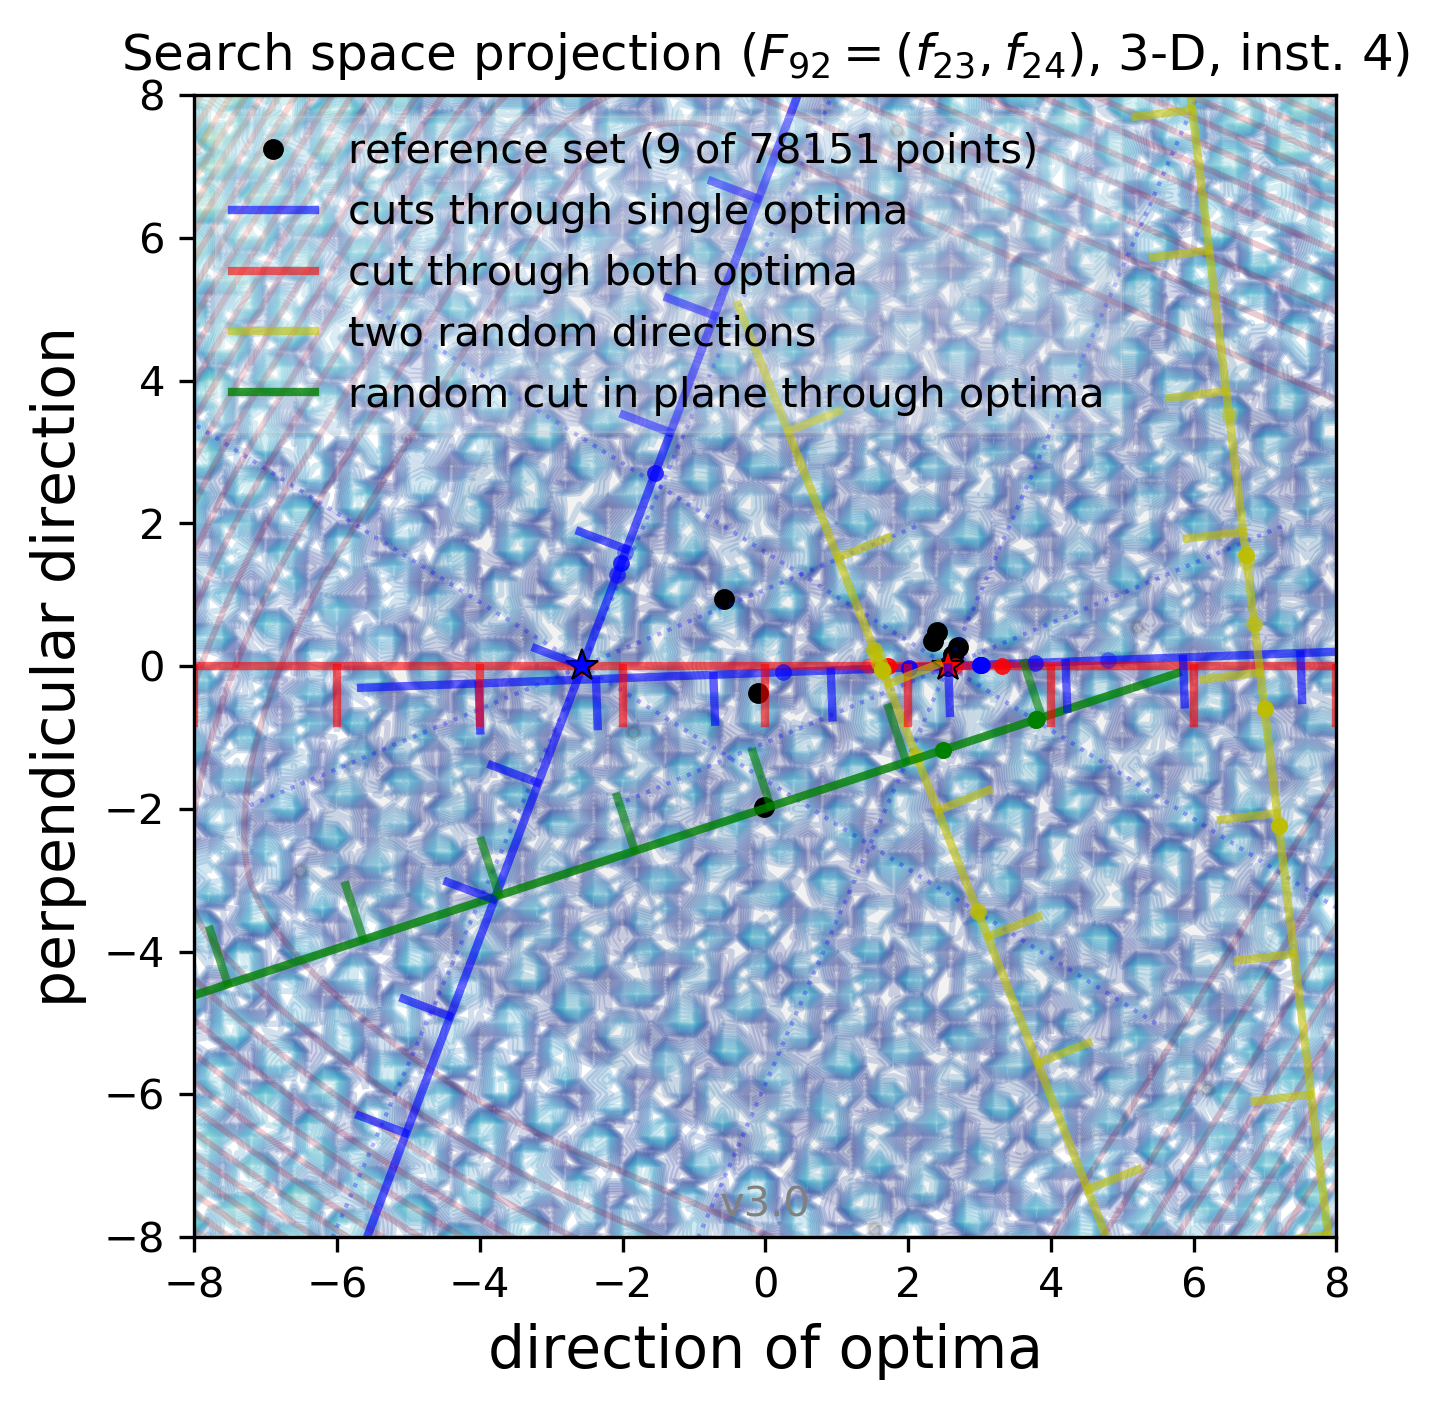 Search space projection (F₉₂ = (f₂₃, f₂₄), 3-D, inst. 4)
reference set (9 of 78151 points)
cuts through single optima
cut through both optima
two random directions
random cut in plane through optima
perpendicular direction
8
6
4
2
0
−2
−4
−6
−8
v3.0
−8 −6 −4 −2 0 2 4 6 8
direction of optima